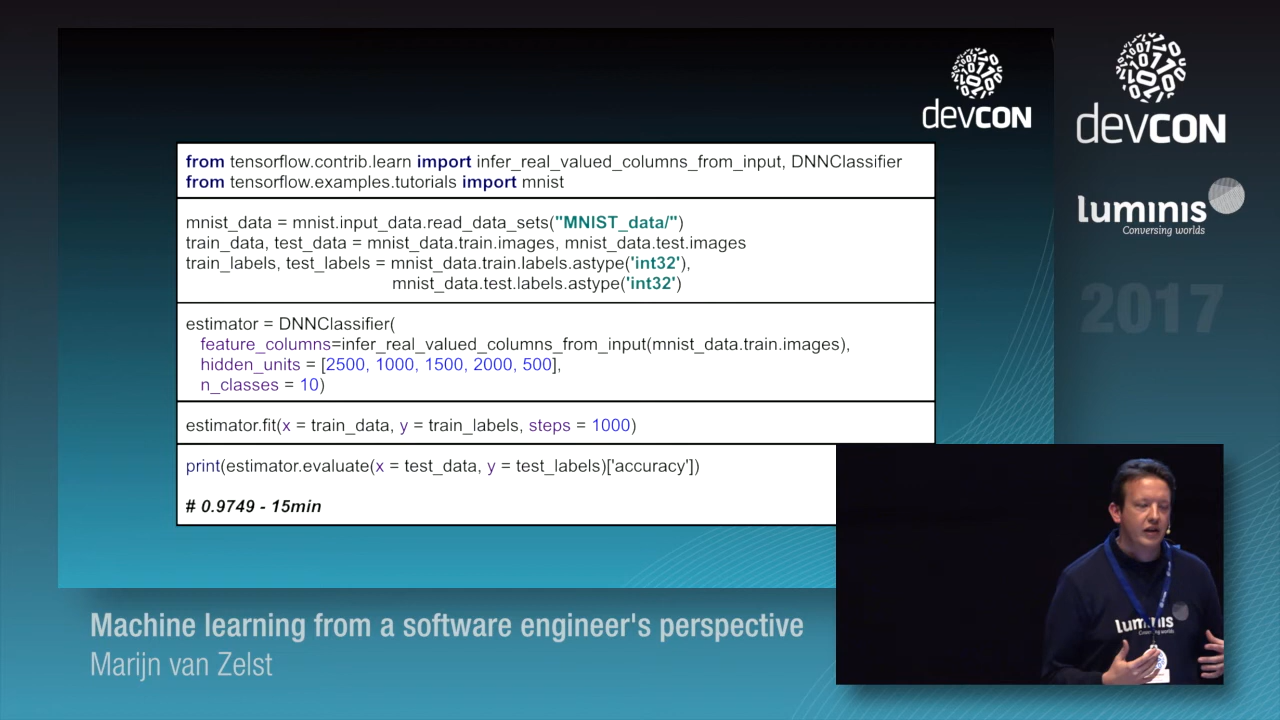 devcon
from tensorflow.contrib.learn import infer_real_valued_columns_from_input, DNNClassifier
from tensorflow.examples.tutorials import mnist
mnist_data = mnist.input_data.read_data_sets("MNIST_data/")
train_data, test_data = mnist_data.train.images, mnist_data.test.images
train_labels, test_labels = mnist_data.train.labels.astype('int32'),
mnist_data.test.labels.astype('int32')
estimator = DNNClassifier(
feature_columns=infer_real_valued_columns_from_input(mnist_data.train.images),
hidden_units = [2500, 1000, 1500, 2000, 500],
n_classes = 10)
estimator.fit(x = train_data, y = train_labels, steps = 1000)
print(estimator.evaluate(x = test_data, y = test_labels)['accuracy'])
# 0.9749 - 15min
devcon
luminis
Conversing worlds
2017
luminis
Conversing worlds
Machine learning from a software engineer's perspective
Marijn van Zelst